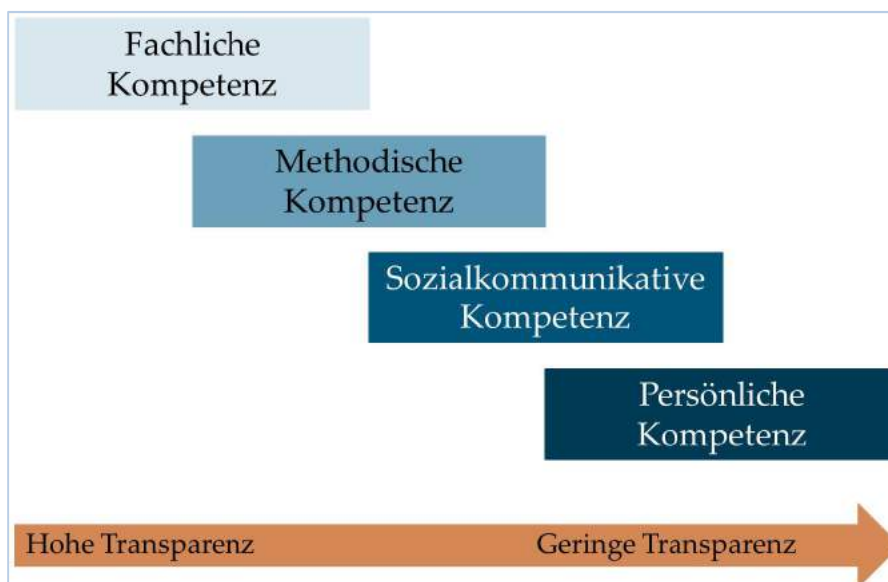 Fachliche
Kompetenz
Methodische
Kompetenz
Sozialkommunikative
Kompetenz
Persönliche
Kompetenz
Hohe Transparenz
Geringe Transparenz